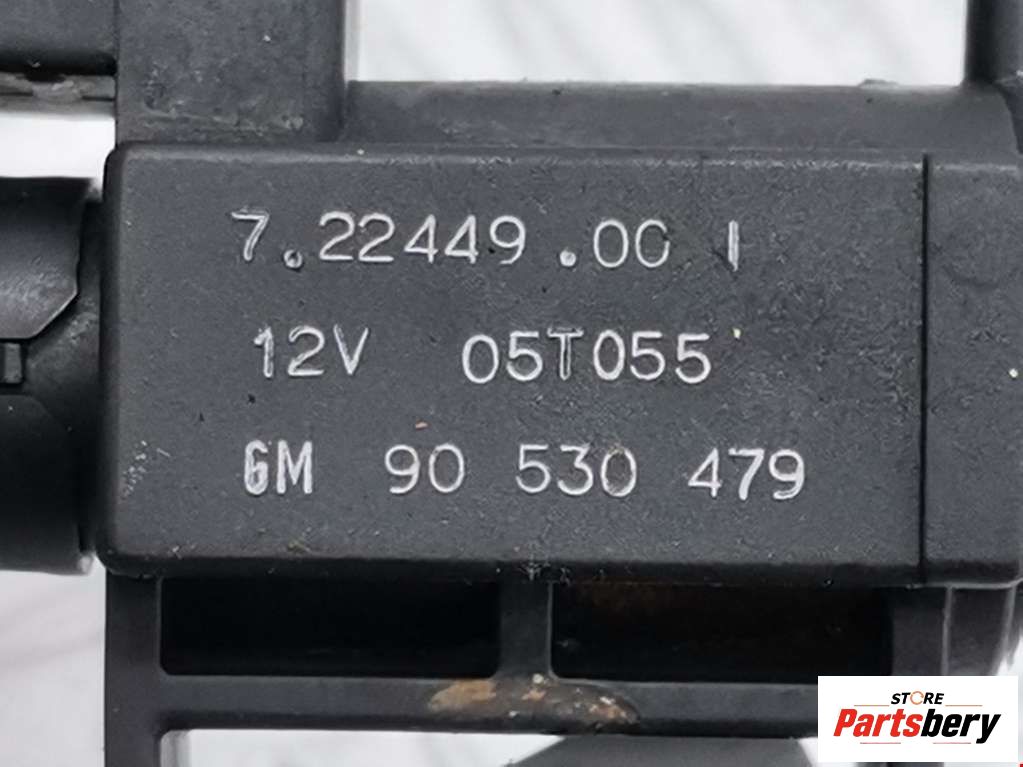 7.22449.00 I
12V 05T055
GM 90 530 479
STORE
Partsbery